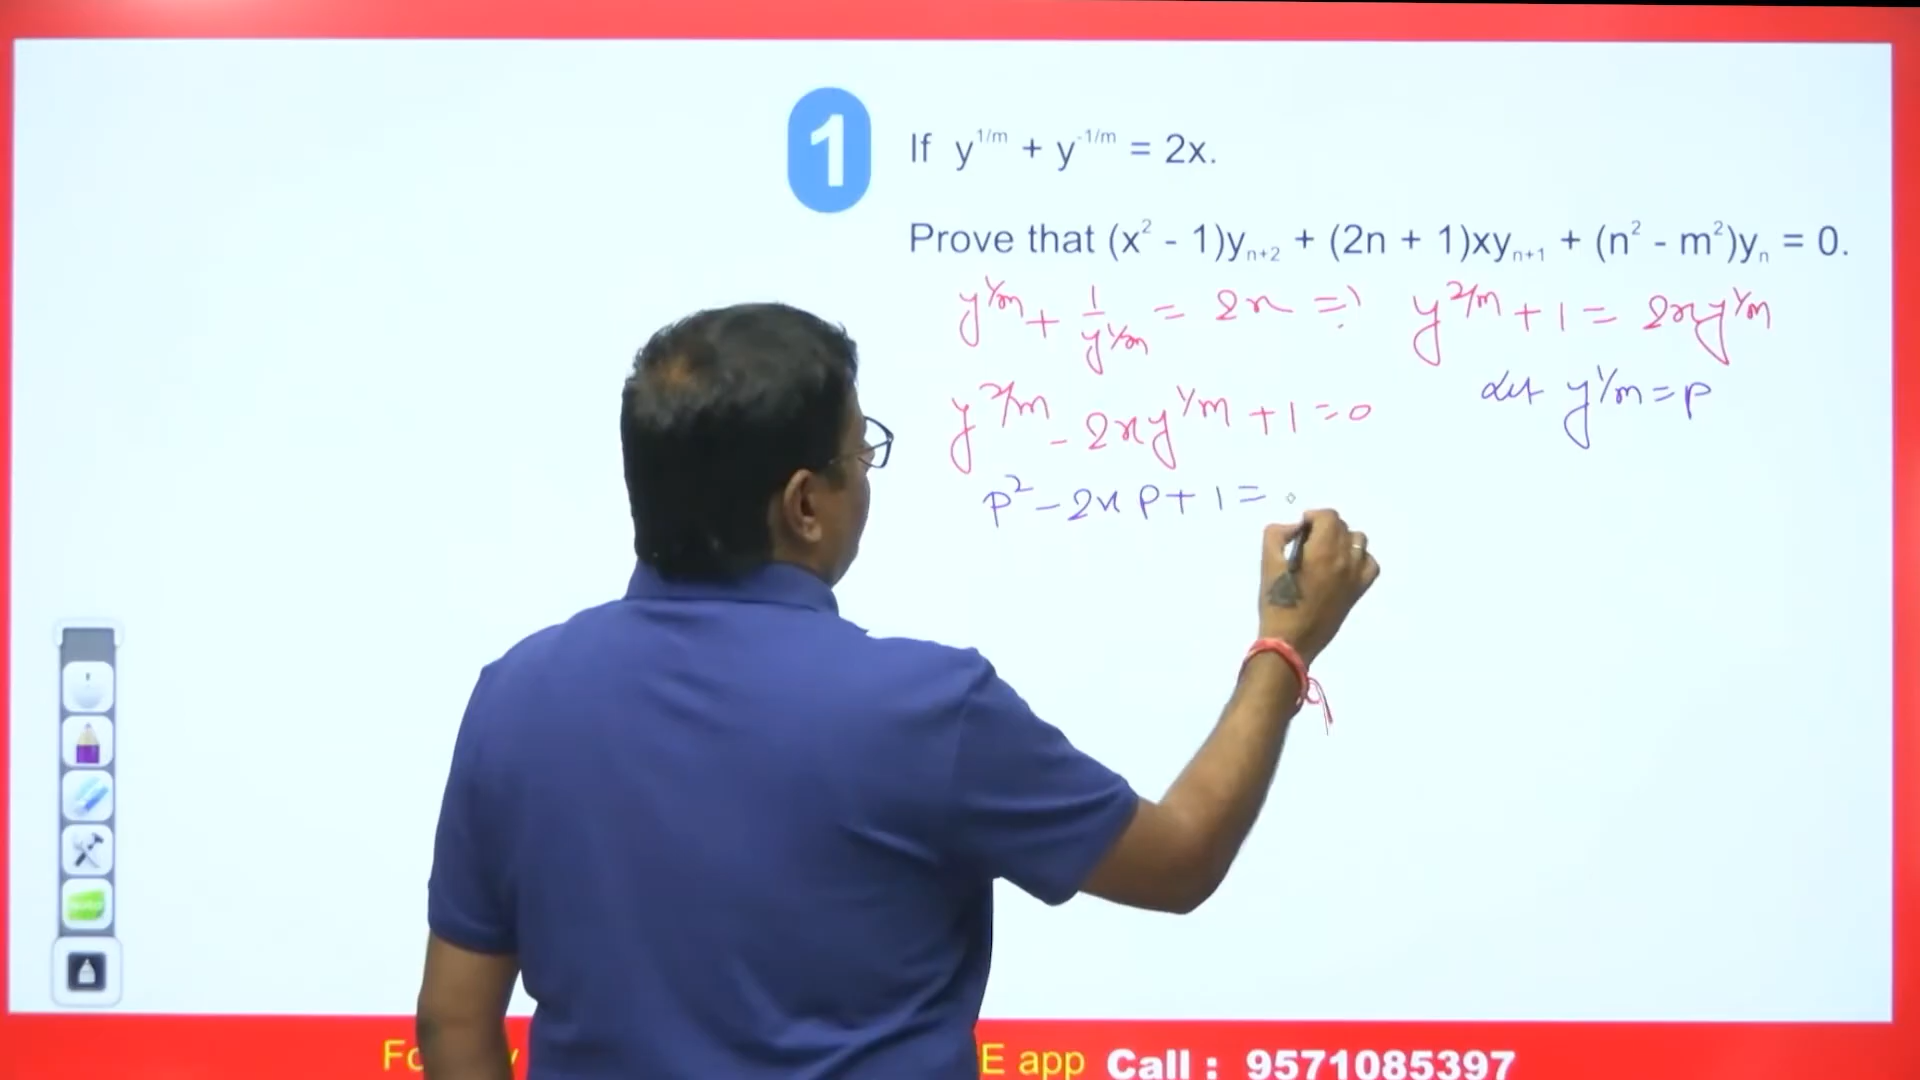 1
If y^{1/m} + y^{-1/m} = 2x.
Prove that (x² - 1)y_{n+2} + (2n + 1)xy_{n+1} + (n² - m²)y_n = 0.
y^{1/m} + 1/y^{1/m} = 2x ⇒ y^{2/m} + 1 = 2xy^{1/m}
let y^{1/m} = p
y^{2/m} - 2xy^{1/m} + 1 = 0
p² - 2xp + 1 =
E app Call : 9571085397